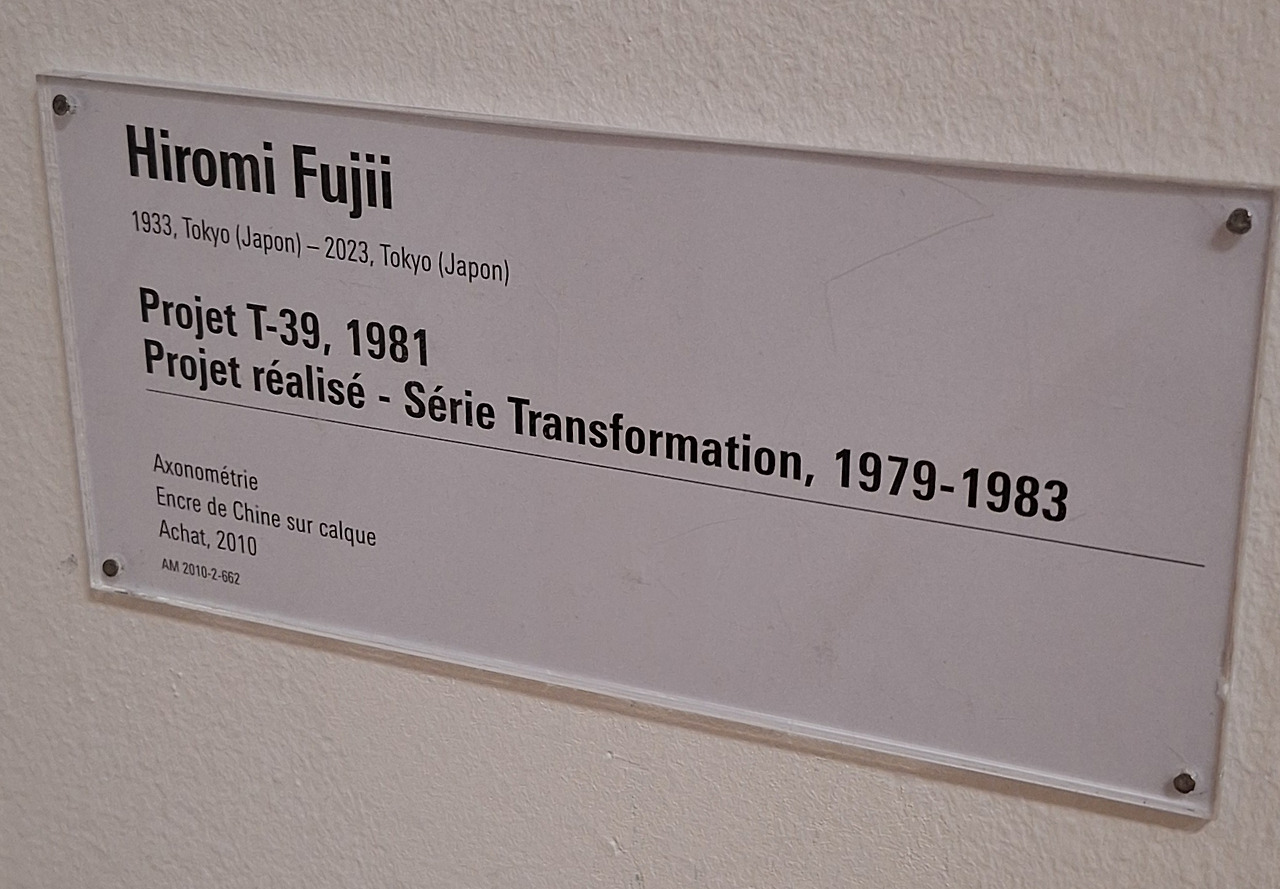 Hiromi Fujii
1933, Tokyo (Japon) – 2023, Tokyo (Japon)
Projet T-39, 1981
Projet réalisé - Série Transformation, 1979-1983
Axonométrie
Encre de Chine sur calque
Achat, 2010
AM 2010-2-662